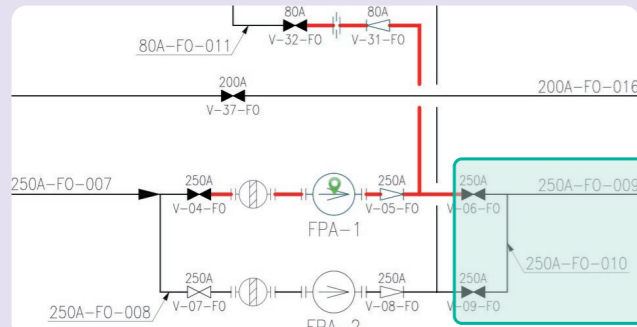 80A
80A
V-32-FO
V-31-FO
80A-FO-011
200A
200A-FO-016
V-37-FO
250A-FO-007
250A
250A
250A
250A-FO-009
V-04-FO
V-05-FO
V-06-FO
FPA-1
250A
250A
250A
250A-FO-010
250A-FO-008
V-07-FO
V-08-FO
V-09-FO
FPA-2